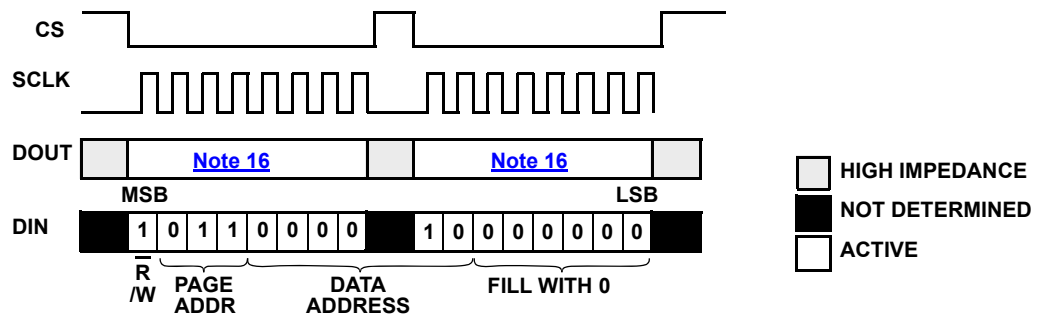 CS
SCLK
DOUT Note 16 Note 16
MSB LSB
DIN 1 0 1 1 0 0 0 0 1 0 0 0 0 0 0 0
R
/W
PAGE
ADDR
DATA
ADDRESS
FILL WITH 0
HIGH IMPEDANCE
NOT DETERMINED
ACTIVE